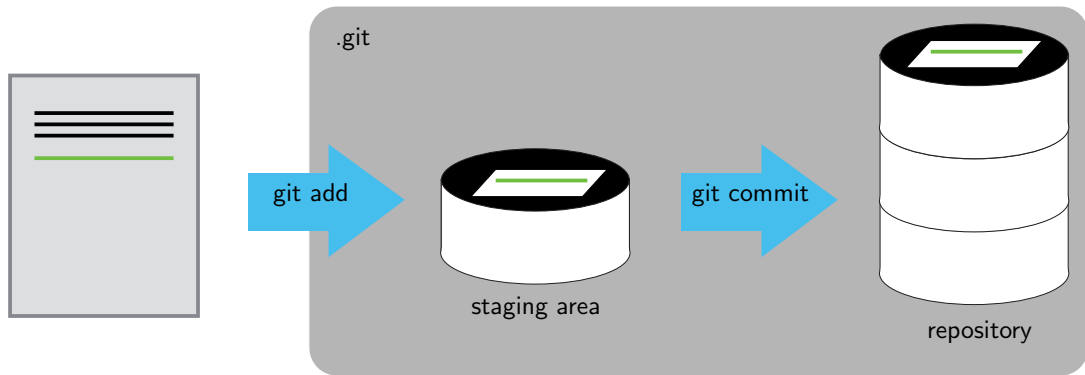 .git
git add
git commit
staging area
repository